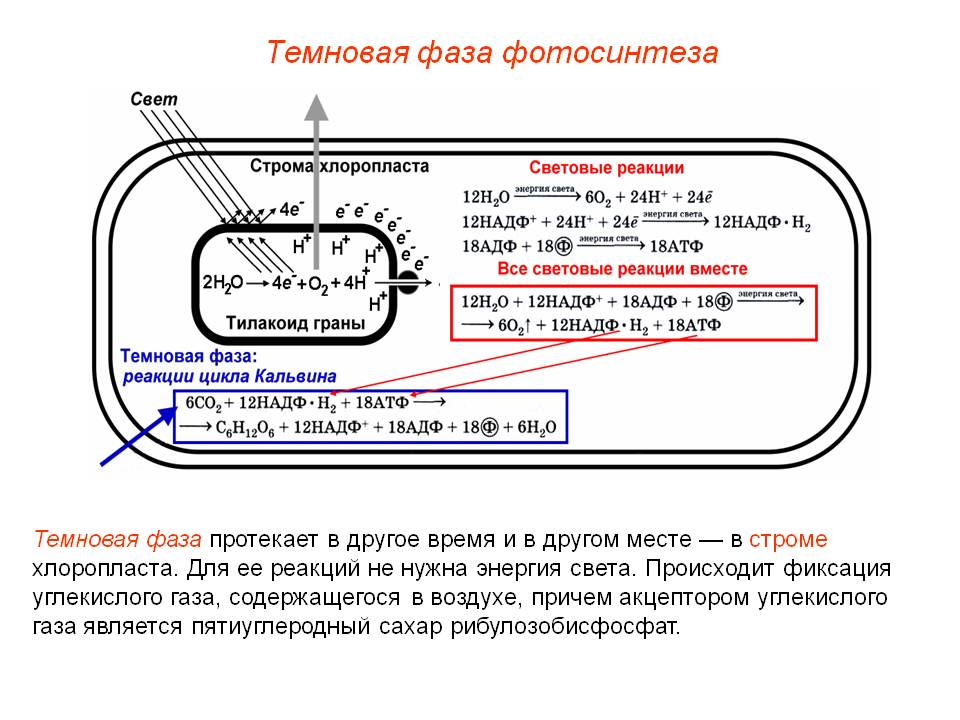 Темновая фаза фотосинтеза
Свет
Строма хлоропласта
4e⁻
e⁻ e⁻ e⁻ e⁻ e⁻ e⁻ e⁻
H⁺ H⁺ H⁺ H⁺
2H₂O → 4e⁻ + O₂ + 4H⁺
Тилакоид граны
Световые реакции
12H₂O энергия света → 6O₂ + 24H⁺ + 24ē
12НАДФ⁺ + 24H⁺ + 24ē энергия света → 12НАДФ·H₂
18АДФ + 18Ⓕ энергия света → 18АТФ
Все световые реакции вместе
12H₂O + 12НАДФ⁺ + 18АДФ + 18Ф энергия света →
→ 6O₂↑ + 12НАДФ·H₂ + 18АТФ
Темновая фаза:
реакции цикла Кальвина
6CO₂ + 12НАДФ·H₂ + 18АТФ →
→ C₆H₁₂O₆ + 12НАДФ⁺ + 18АДФ + 18Ф + 6H₂O
Темновая фаза протекает в другое время и в другом месте — в строме
хлоропласта. Для ее реакций не нужна энергия света. Происходит фиксация
углекислого газа, содержащегося в воздухе, причем акцептором углекислого
газа является пятиуглеродный сахар рибулозобисфосфат.